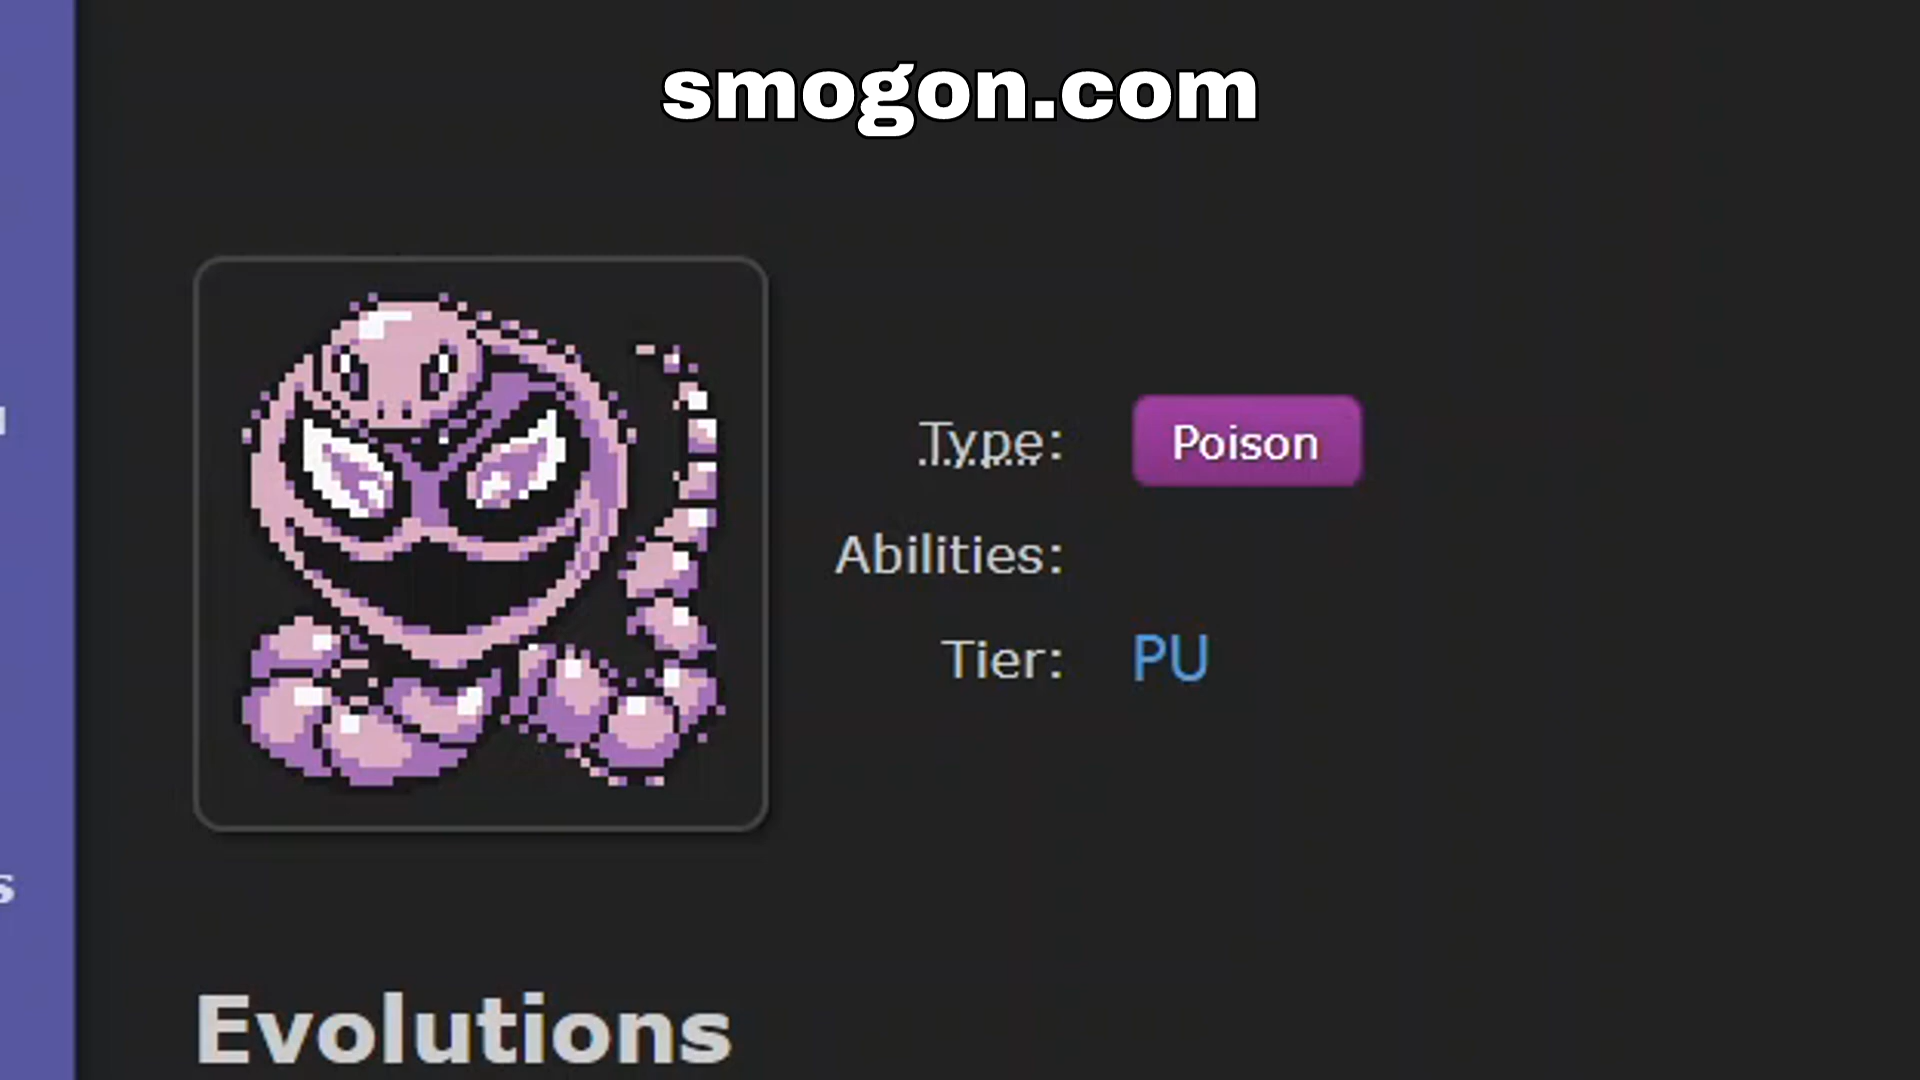 smogon.com
Type: Poison
Abilities:
Tier: PU
s
Evolutions